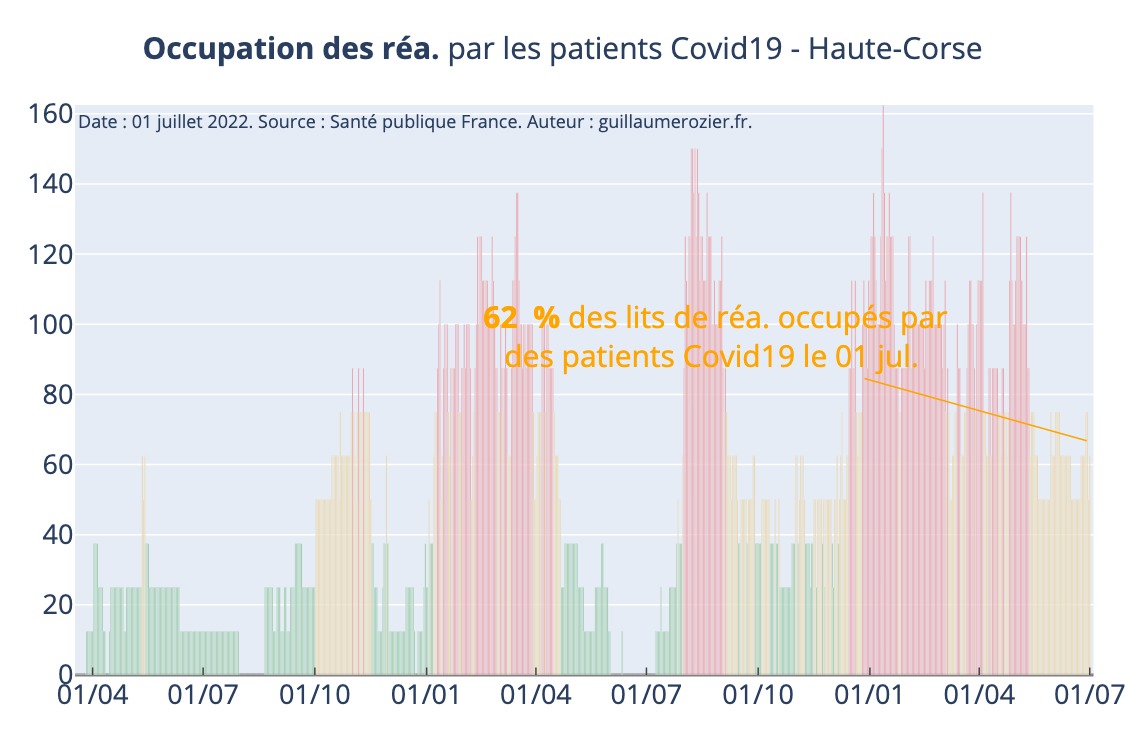 Occupation des réa. par les patients Covid19 - Haute-Corse
160
Date : 01 juillet 2022. Source : Santé publique France. Auteur : guillaumerozier.fr.
140
120
100
62 % des lits de réa. occupés par
des patients Covid19 le 01 jul.
80
60
40
20
0
01/04 01/07 01/10 01/01 01/04 01/07 01/10 01/01 01/04 01/07